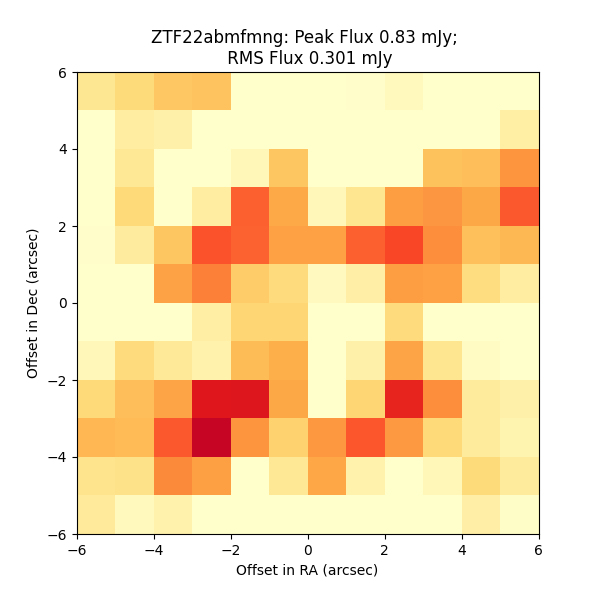 ZTF22abmfmng: Peak Flux 0.83 mJy;
RMS Flux 0.301 mJy
6
4
2
0
−2
−4
−6
Offset in Dec (arcsec)
−6 −4 −2 0 2 4 6
Offset in RA (arcsec)